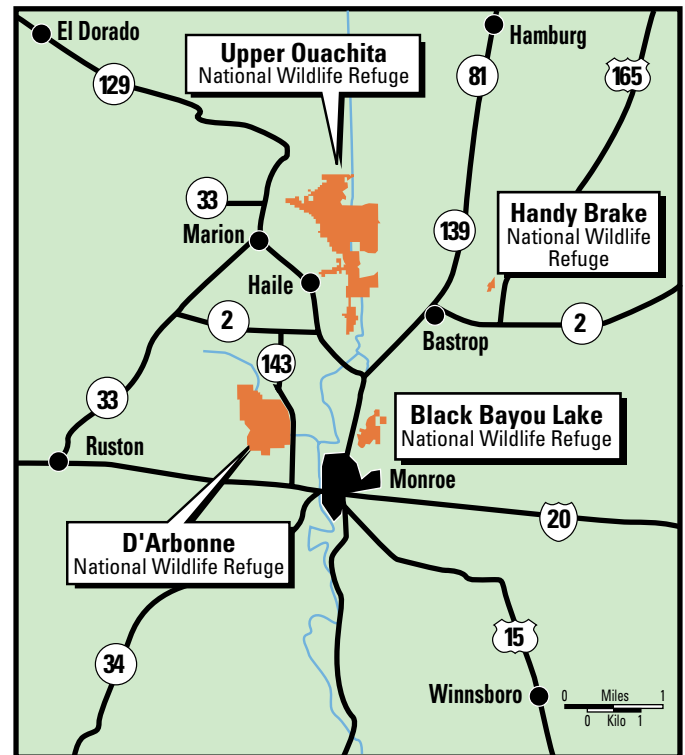 El Dorado
Hamburg
Upper Ouachita
National Wildlife Refuge
129
81
165
33
Marion
139
Handy Brake
National Wildlife
Refuge
Haile
2
Bastrop
2
143
33
Black Bayou Lake
National Wildlife Refuge
Ruston
Monroe
20
D'Arbonne
National Wildlife Refuge
15
34
Winnsboro
0 Miles 1
0 Kilo 1